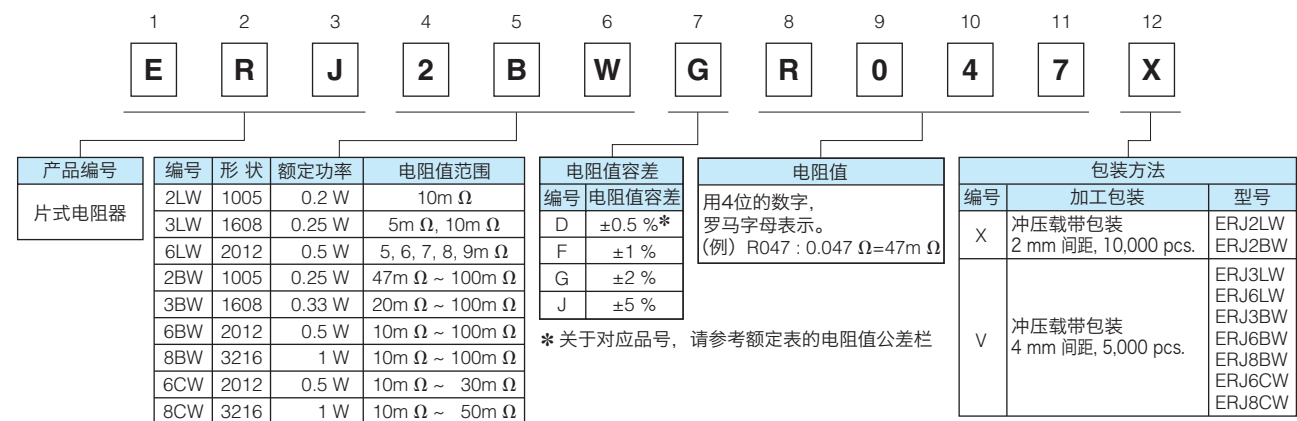 1 2 3 4 5 6 7 8 9 10 11 12
E R J 2 B W G R 0 4 7 X
产品编号
片式电阻器
编号 形 状 额定功率 电阻值范围
2LW 1005 0.2 W 10m Ω
3LW 1608 0.25 W 5m Ω, 10m Ω
6LW 2012 0.5 W 5, 6, 7, 8, 9m Ω
2BW 1005 0.25 W 47m Ω ~ 100m Ω
3BW 1608 0.33 W 20m Ω ~ 100m Ω
6BW 2012 0.5 W 10m Ω ~ 100m Ω
8BW 3216 1 W 10m Ω ~ 100m Ω
6CW 2012 0.5 W 10m Ω ~ 30m Ω
8CW 3216 1 W 10m Ω ~ 50m Ω
电阻值容差
编号 电阻值容差
D ±0.5 %✱
F ±1 %
G ±2 %
J ±5 %
✱ 关于对应品号，请参考额定表的电阻值公差栏
电阻值
用4位的数字，
罗马字母表示。
(例) R047 : 0.047 Ω=47m Ω
包装方法
编号 加工包装 型号
X 冲压载带包装
2 mm 间距, 10,000 pcs.
ERJ2LW
ERJ2BW
V 冲压载带包装
4 mm 间距, 5,000 pcs.
ERJ3LW
ERJ6LW
ERJ3BW
ERJ6BW
ERJ8BW
ERJ6CW
ERJ8CW